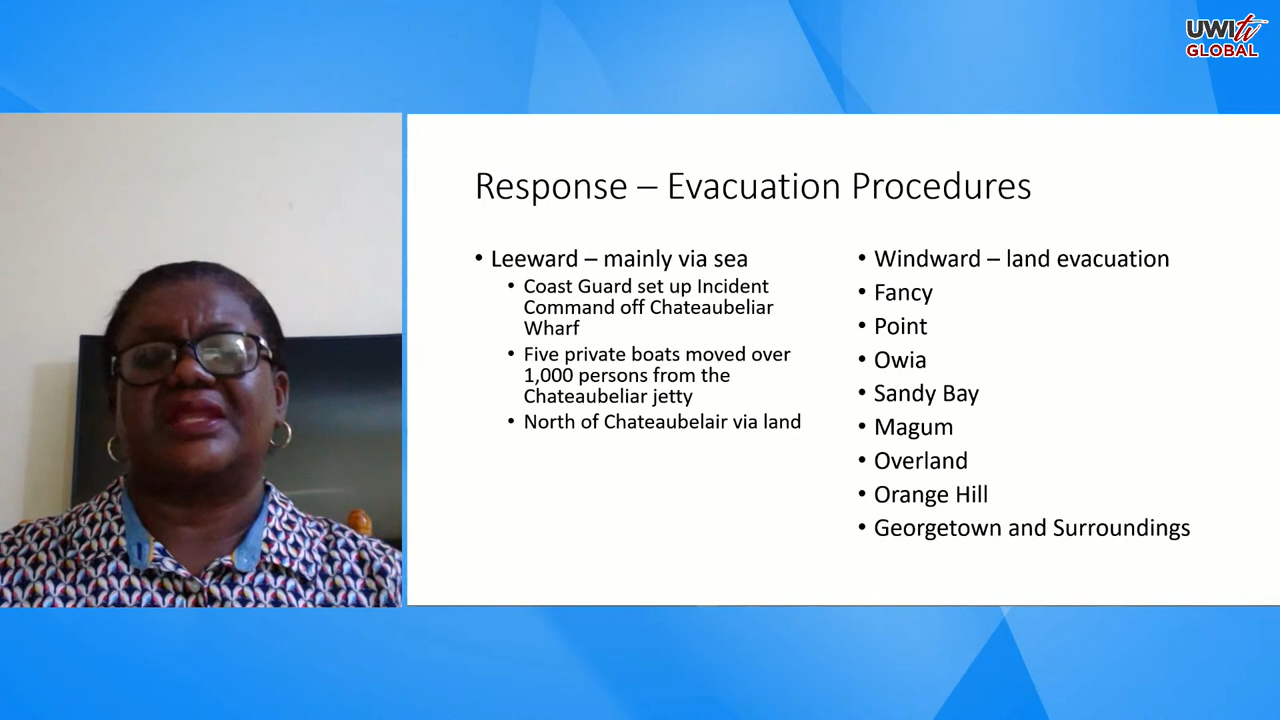 UWItv
GLOBAL
Response – Evacuation Procedures
• Leeward – mainly via sea
• Coast Guard set up Incident
Command off Chateaubeliar
Wharf
• Five private boats moved over
1,000 persons from the
Chateaubeliar jetty
• North of Chateaubelair via land
• Windward – land evacuation
• Fancy
• Point
• Owia
• Sandy Bay
• Magum
• Overland
• Orange Hill
• Georgetown and Surroundings